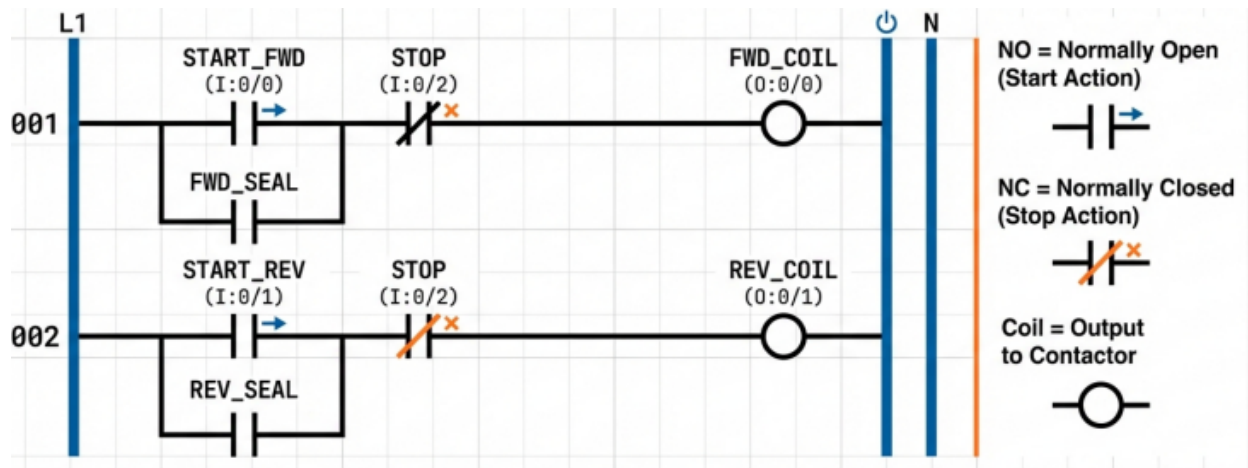 L1
N
START_FWD
(I:0/0)
STOP
(I:0/2)
FWD_COIL
(O:0/0)
001
FWD_SEAL
START_REV
(I:0/1)
STOP
(I:0/2)
REV_COIL
(O:0/1)
002
REV_SEAL
NO = Normally Open
(Start Action)
NC = Normally Closed
(Stop Action)
Coil = Output
to Contactor